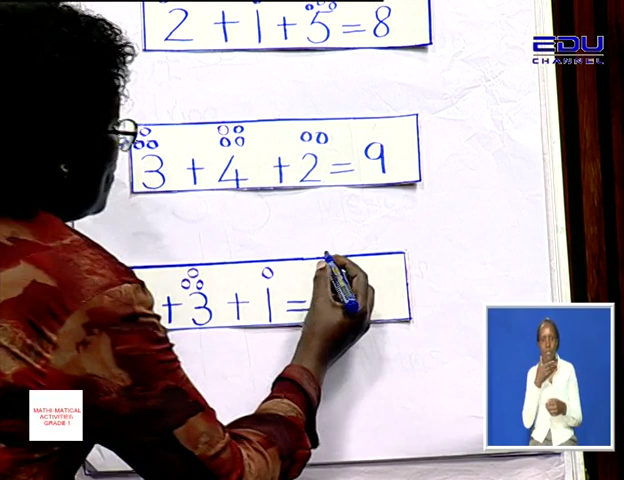 2 + 1 + 5 = 8
EDU
CHANNEL
3 + 4 + 2 = 9
+ 3 + 1 =
MATHEMATICAL
ACTIVITIES
GRADE 1